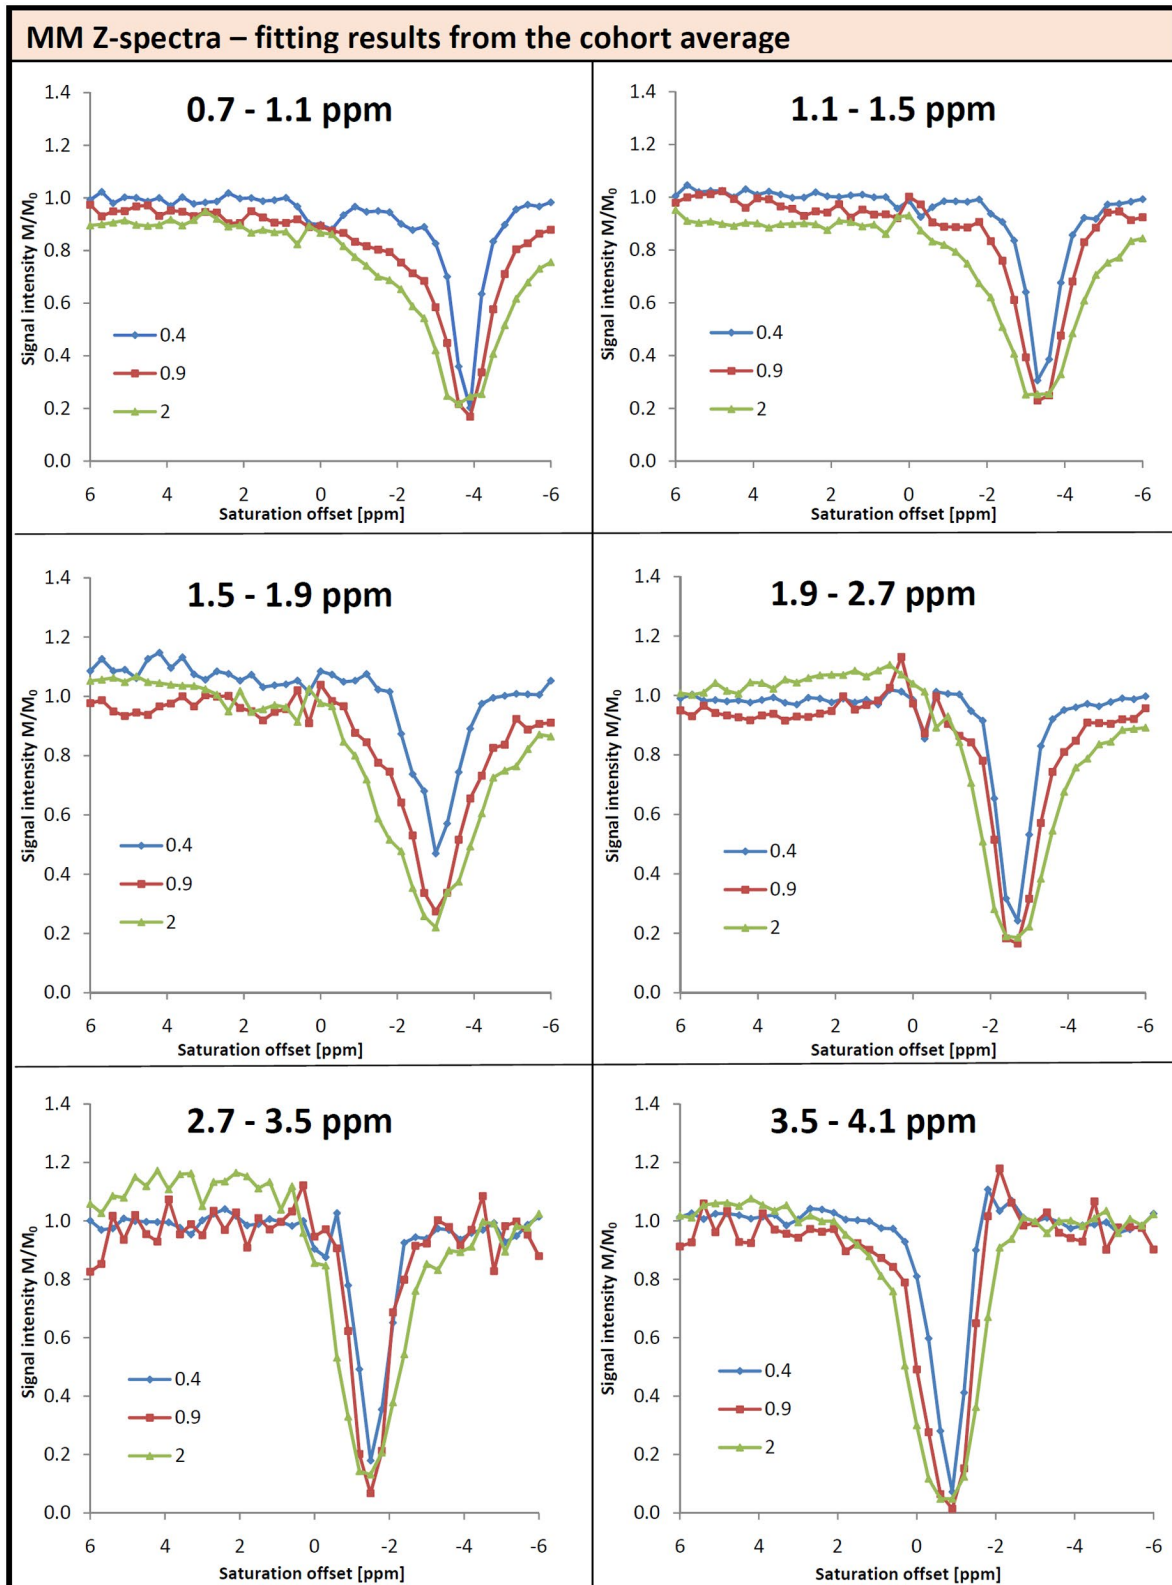 MM Z-spectra – fitting results from the cohort average
0.7 - 1.1 ppm
Signal intensity M/M0
1.4
1.2
1.0
0.8
0.6
0.4
0.2
0.0
0.4
0.9
2
6 4 2 0 -2 -4 -6
Saturation offset [ppm]
1.1 - 1.5 ppm
Signal intensity M/M0
1.4
1.2
1.0
0.8
0.6
0.4
0.2
0.0
0.4
0.9
2
6 4 2 0 -2 -4 -6
Saturation offset [ppm]
1.5 - 1.9 ppm
Signal intensity M/M0
1.4
1.2
1.0
0.8
0.6
0.4
0.2
0.0
0.4
0.9
2
6 4 2 0 -2 -4 -6
Saturation offset [ppm]
1.9 - 2.7 ppm
Signal intensity M/M0
1.4
1.2
1.0
0.8
0.6
0.4
0.2
0.0
0.4
0.9
2
6 4 2 0 -2 -4 -6
Saturation offset [ppm]
2.7 - 3.5 ppm
Signal intensity M/M0
1.4
1.2
1.0
0.8
0.6
0.4
0.2
0.0
0.4
0.9
2
6 4 2 0 -2 -4 -6
Saturation offset [ppm]
3.5 - 4.1 ppm
Signal intensity M/M0
1.4
1.2
1.0
0.8
0.6
0.4
0.2
0.0
0.4
0.9
2
6 4 2 0 -2 -4 -6
Saturation offset [ppm]